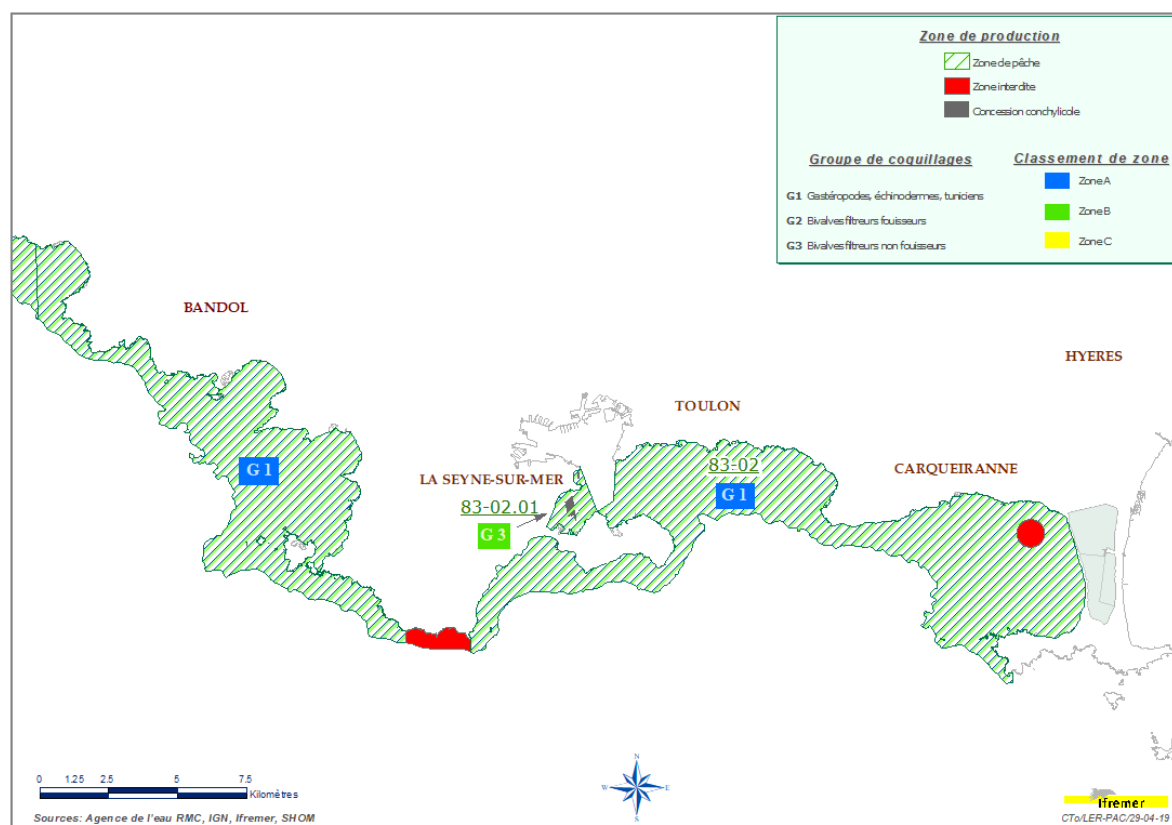 Zone de production
Zone de pêche
Zone interdite
Concession conchylicole
Groupe de coquillages
Classement de zone
G1 Gastéropodes, échinodermes, tuniciens
G2 Bivalves filtreurs fouisseurs
G3 Bivalves filtreurs non fouisseurs
Zone A
Zone B
Zone C
BANDOL
HYERES
TOULON
G 1
LA SEYNE-SUR-MER
83-02
CARQUEIRANNE
G 1
83-02.01
G 3
0 1.25 2.5 5 7.5
Kilomètres
N
W E
S
Sources: Agence de l'eau RMC, IGN, Ifremer, SHOM
Ifremer
CTo/LER-PAC/29-04-19